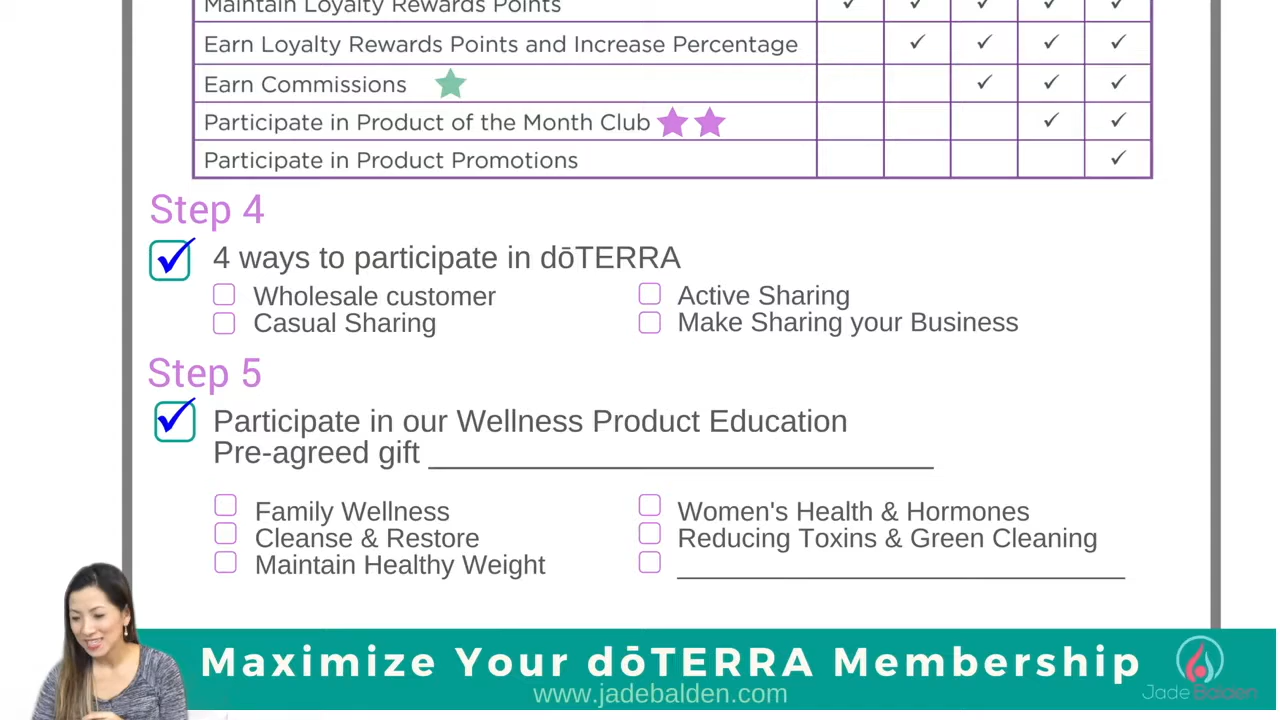 Maintain Loyalty Rewards Points ✓ ✓ ✓ ✓ ✓
Earn Loyalty Rewards Points and Increase Percentage ✓ ✓ ✓ ✓
Earn Commissions ✓ ✓ ✓
Participate in Product of the Month Club ✓ ✓
Participate in Product Promotions ✓
Step 4
4 ways to participate in dōTERRA
Wholesale customer
Casual Sharing
Active Sharing
Make Sharing your Business
Step 5
Participate in our Wellness Product Education
Pre-agreed gift
Family Wellness
Cleanse & Restore
Maintain Healthy Weight
Women's Health & Hormones
Reducing Toxins & Green Cleaning
Maximize Your dōTERRA Membership
www.jadebalden.com
Jade Balden